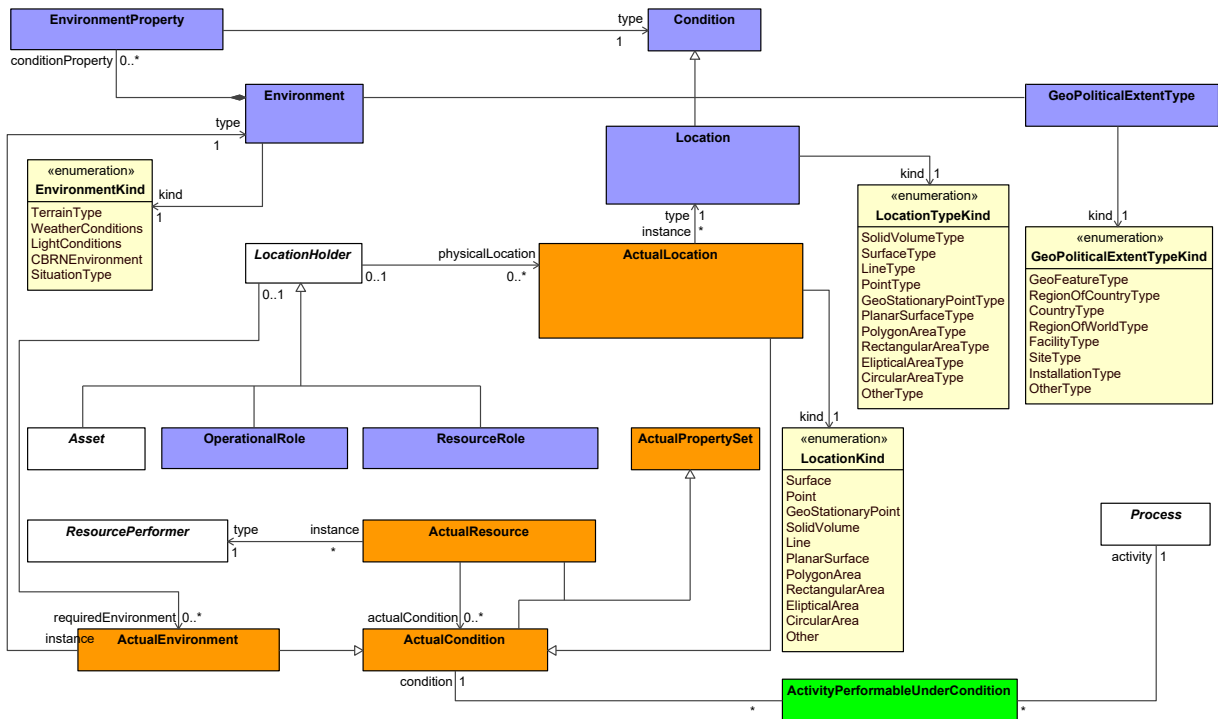 EnvironmentProperty
type
1
Condition
conditionProperty
0..*
Environment
GeoPoliticalExtentType
type
1
Location
«enumeration»
EnvironmentKind
TerrainType
WeatherConditions
LightConditions
CBRNEnvironment
SituationType
kind
1
kind
1
«enumeration»
LocationTypeKind
SolidVolumeType
SurfaceType
LineType
PointType
GeoStationaryPointType
PlanarSurfaceType
PolygonAreaType
RectangularAreaType
ElipticalAreaType
CircularAreaType
OtherType
kind
1
«enumeration»
GeoPoliticalExtentTypeKind
GeoFeatureType
RegionOfCountryType
CountryType
RegionOfWorldType
FacilityType
SiteType
InstallationType
OtherType
type
1
instance
*
LocationHolder
physicalLocation
0..1
0..*
0..1
ActualLocation
kind
1
«enumeration»
LocationKind
Surface
Point
GeoStationaryPoint
SolidVolume
Line
PlanarSurface
PolygonArea
RectangularArea
ElipticalArea
CircularArea
Other
Asset
OperationalRole
ResourceRole
ActualPropertySet
ResourcePerformer
type
1
instance
*
ActualResource
Process
activity
1
requiredEnvironment
0..*
actualCondition
0..*
instance
ActualEnvironment
ActualCondition
condition
1
*
ActivityPerformableUnderCondition
*